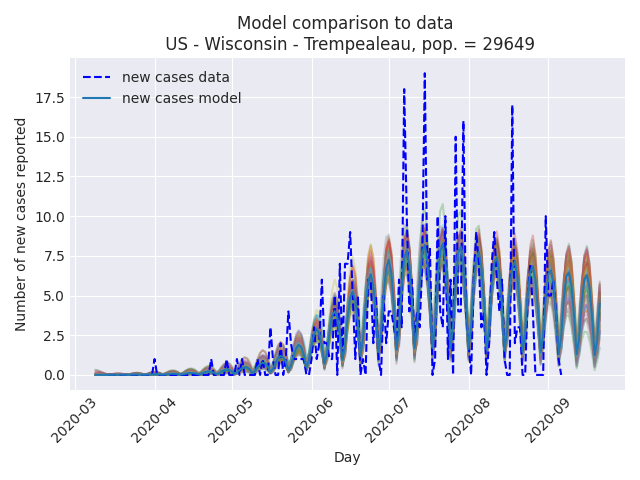 Model comparison to data
US - Wisconsin - Trempealeau, pop. = 29649
new cases data
new cases model
Number of new cases reported
17.5
15.0
12.5
10.0
7.5
5.0
2.5
0.0
2020-03
2020-04
2020-05
2020-06
2020-07
2020-08
2020-09
Day